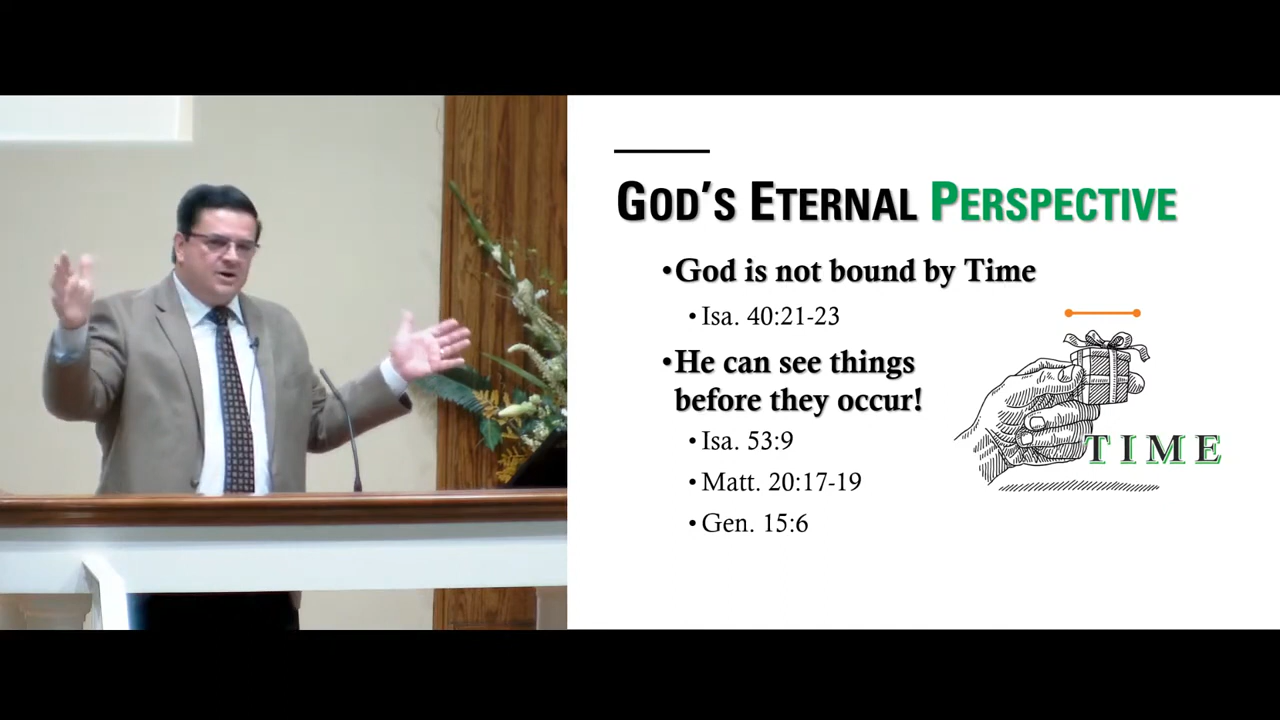 GOD'S ETERNAL PERSPECTIVE
•God is not bound by Time
•Isa. 40:21-23
•He can see things
before they occur!
•Isa. 53:9
•Matt. 20:17-19
•Gen. 15:6
TIME